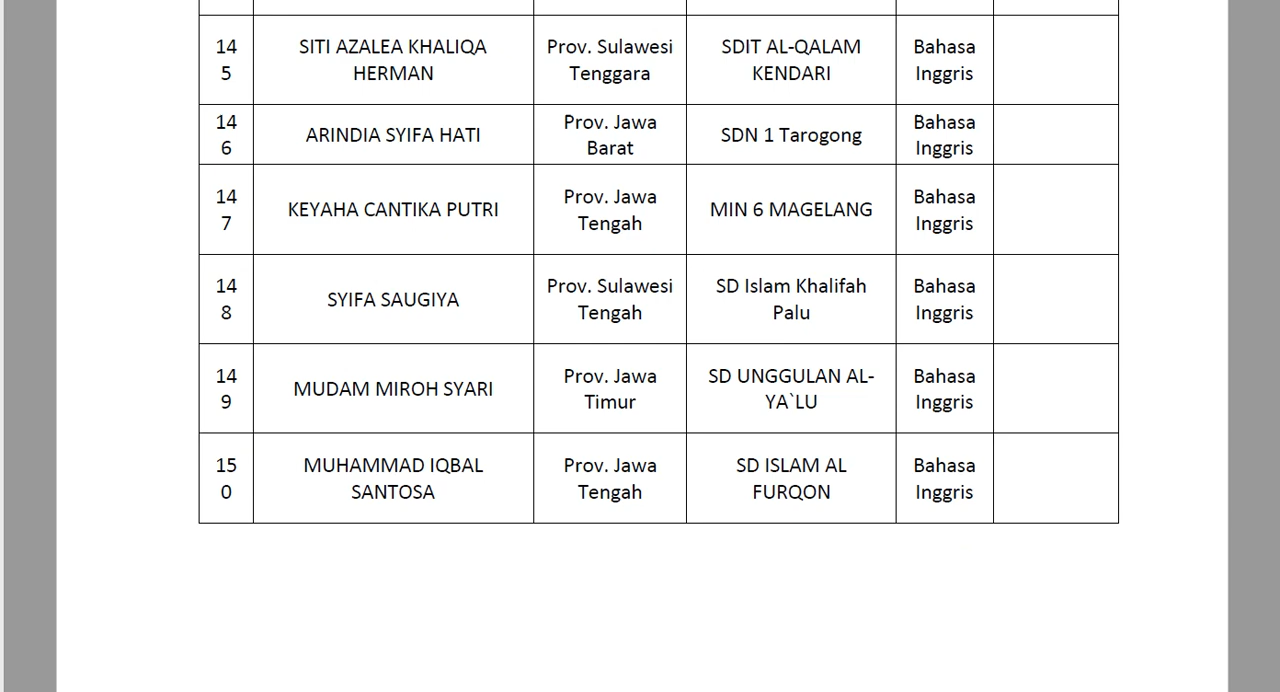 14
5
SITI AZALEA KHALIQA
HERMAN
Prov. Sulawesi
Tenggara
SDIT AL-QALAM
KENDARI
Bahasa
Inggris
14
6
ARINDIA SYIFA HATI
Prov. Jawa
Barat
SDN 1 Tarogong
Bahasa
Inggris
14
7
KEYAHA CANTIKA PUTRI
Prov. Jawa
Tengah
MIN 6 MAGELANG
Bahasa
Inggris
14
8
SYIFA SAUGIYA
Prov. Sulawesi
Tengah
SD Islam Khalifah
Palu
Bahasa
Inggris
14
9
MUDAM MIROH SYARI
Prov. Jawa
Timur
SD UNGGULAN AL-
YA`LU
Bahasa
Inggris
15
0
MUHAMMAD IQBAL
SANTOSA
Prov. Jawa
Tengah
SD ISLAM AL
FURQON
Bahasa
Inggris